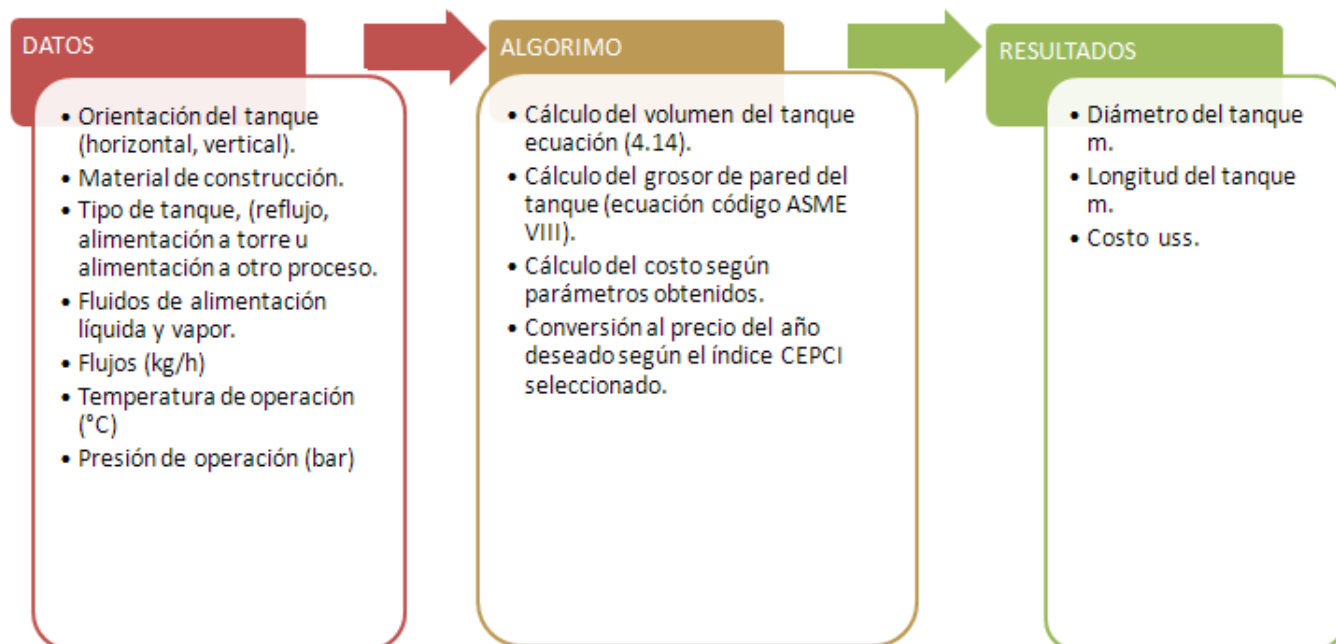 DATOS
• Orientación del tanque
(horizontal, vertical).
• Material de construcción.
• Tipo de tanque, (reflujo,
alimentación a torre u
alimentación a otro proceso.
• Fluidos de alimentación
líquida y vapor.
• Flujos (kg/h)
• Temperatura de operación
(°C)
• Presión de operación (bar)
ALGORIMO
• Cálculo del volumen del tanque
ecuación (4.14).
• Cálculo del grosor de pared del
tanque (ecuación código ASME
VIII).
• Cálculo del costo según
parámetros obtenidos.
• Conversión al precio del año
deseado según el índice CEPCI
seleccionado.
RESULTADOS
• Diámetro del tanque
m.
• Longitud del tanque
m.
• Costo uss.